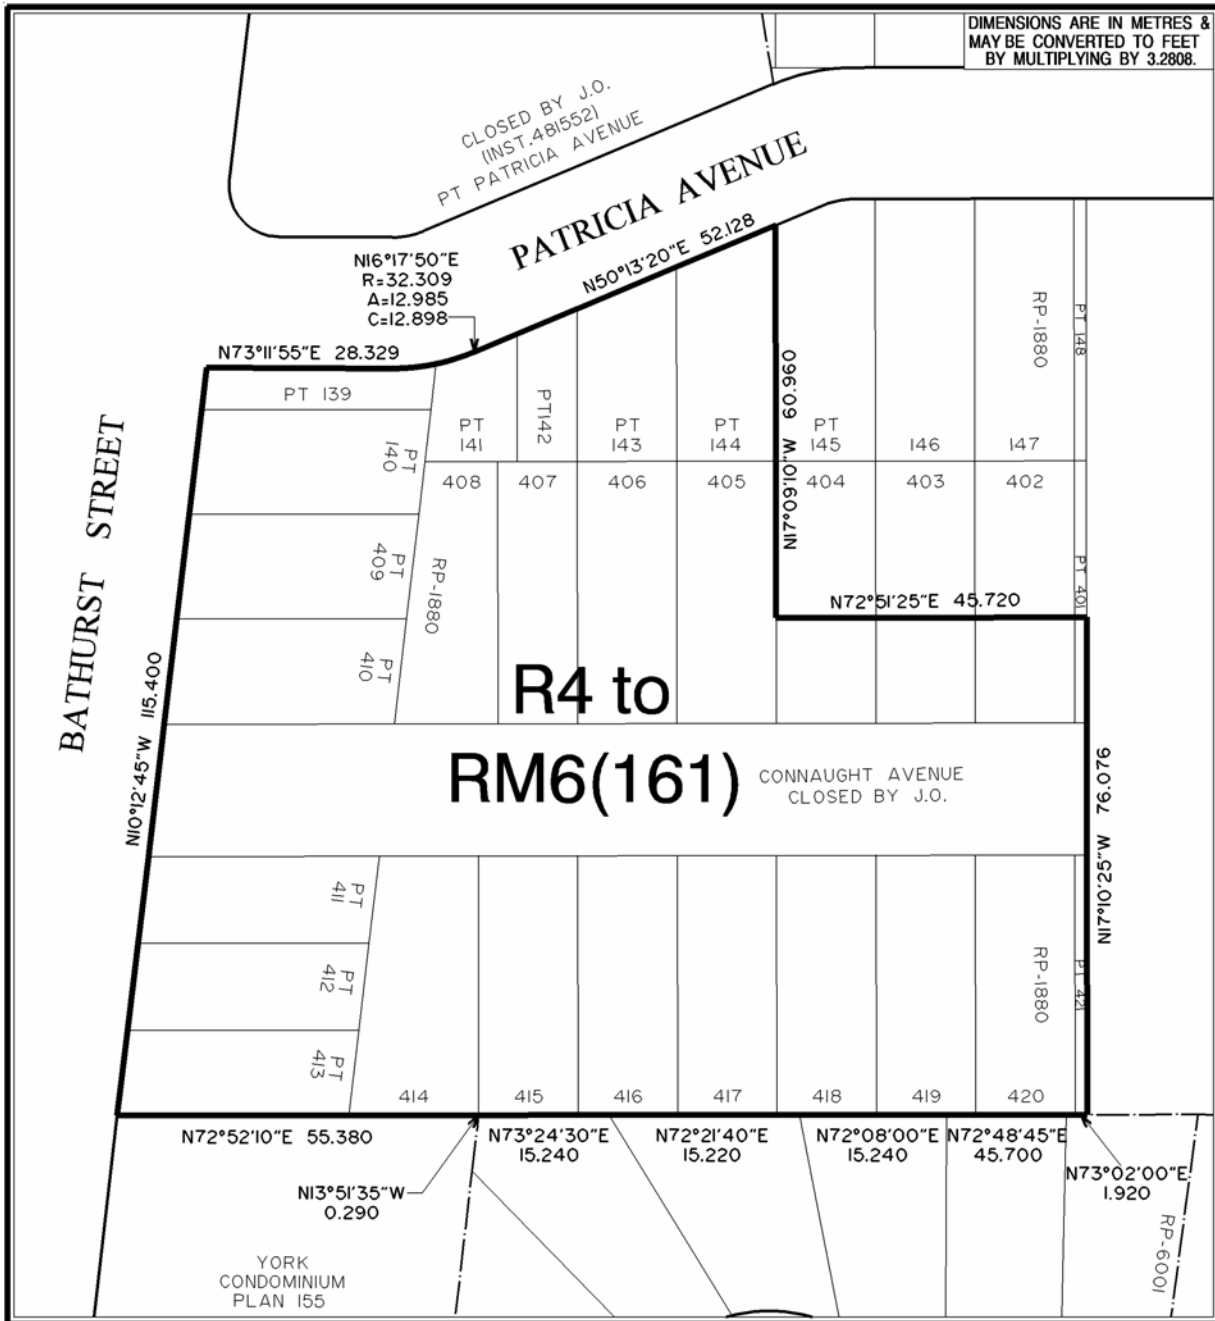 DIMENSIONS ARE IN METRES &
MAY BE CONVERTED TO FEET
BY MULTIPLYING BY 3.2808.
CLOSED BY J.O.
(INST.481552)
PT PATRICIA AVENUE
PATRICIA AVENUE
N16°17'50"E
R=32.309
A=12.985
C=12.898
N50°13'20"E 52.128
N73°11'55"E 28.329
BATHURST STREET
N10°12'45"W 115.400
PT 139
PT
140
PT
409
PT
410
RP-1880
PT
141
PT142
PT
143
PT
144
N17°09'10"W 60.960
PT
145
146
147
RP-1880
PT 148
408
407
406
405
404
403
402
PT 401
N72°51'25"E 45.720
R4 to
RM6(161)
CONNAUGHT AVENUE
CLOSED BY J.O.
N17°10'25"W 76.076
PT
411
PT
412
PT
413
414
415
416
417
418
419
420
RP-1880
PT 421
N72°52'10"E 55.380
N73°24'30"E
15.240
N72°21'40"E
15.220
N72°08'00"E
15.240
N72°48'45"E
45.700
N73°02'00"E
1.920
N13°51'35"W
0.290
YORK
CONDOMINIUM
PLAN 155
RP-6001